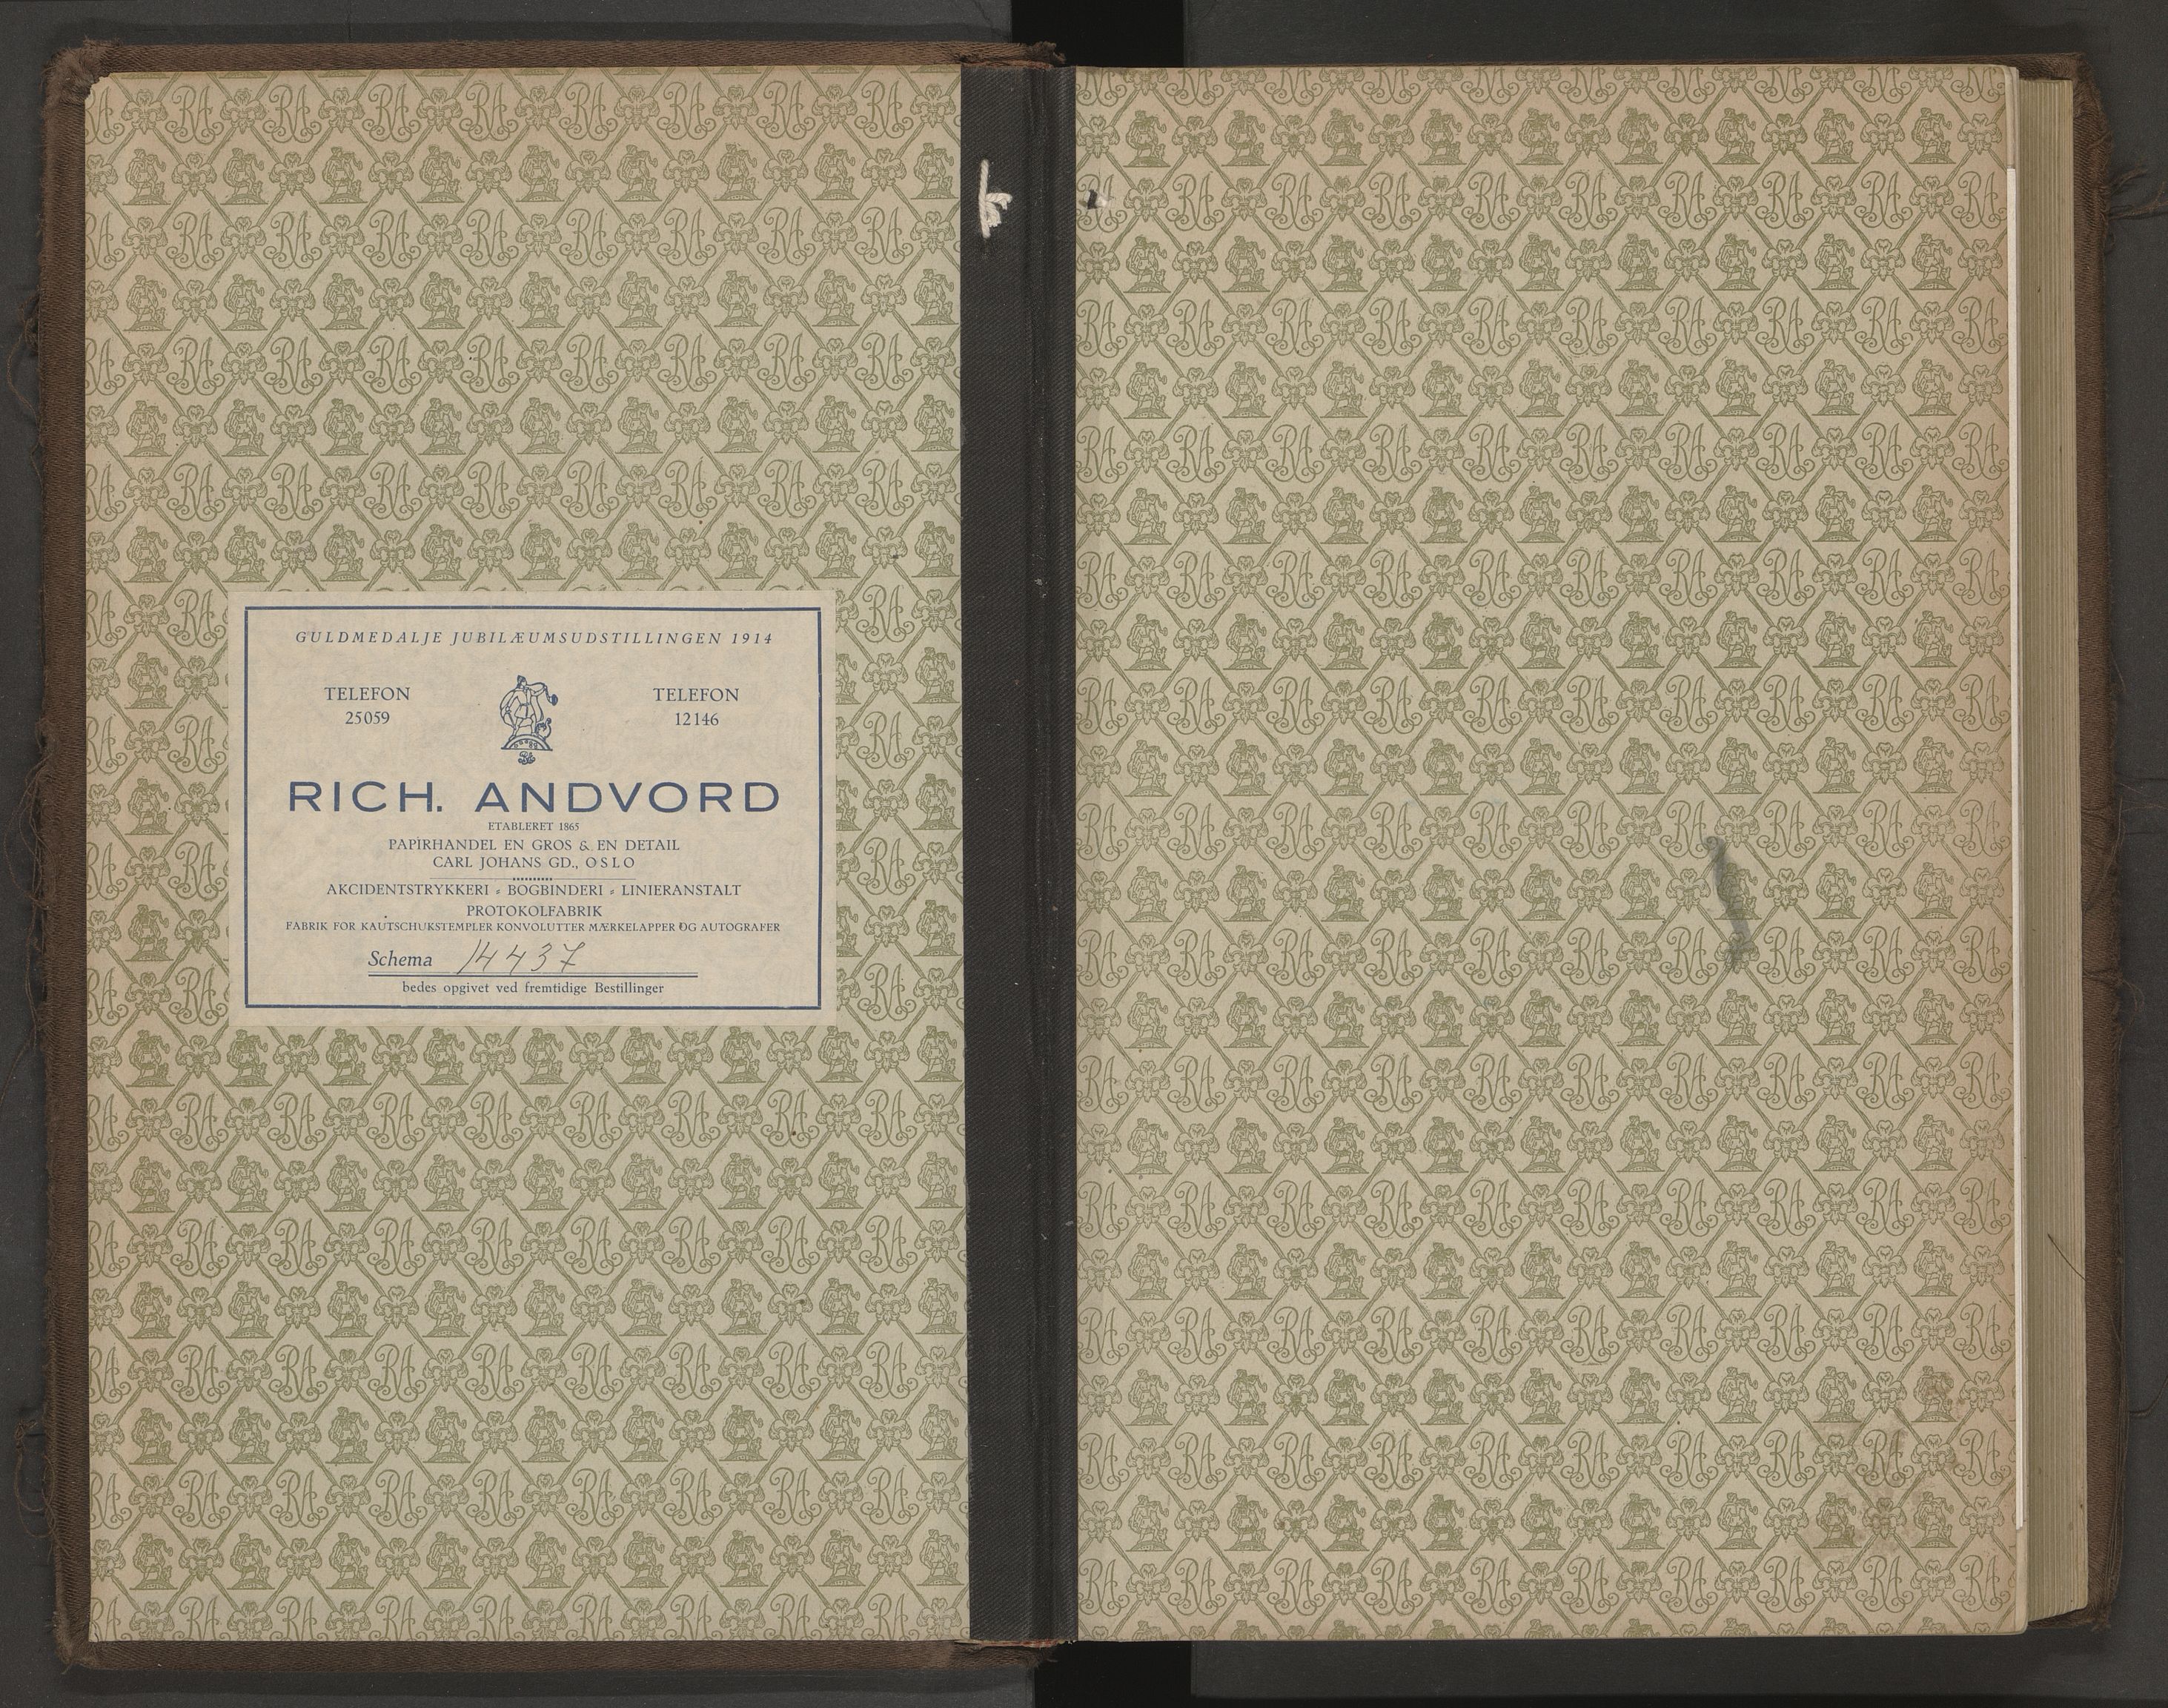 GULDMEDALJE JUBILÆUMSUDSTILLINGEN 1914
TELEFON
25059
TELEFON
12146
RA
RICH. ANDVORD
ETABLERET 1865
PAPIRHANDEL EN GROS & EN DETAIL
CARL JOHANS GD., OSLO
AKCIDENTSTRYKKERI - BOGBINDERI - LINIERANSTALT
PROTOKOLFABRIK
FABRIK FOR KAUTSCHUKSTEMPLER KONVOLUTTER MÆRKELAPPER OG AUTOGRAFER
Schema 14437
bedes opgivet ved fremtidige Bestillinger